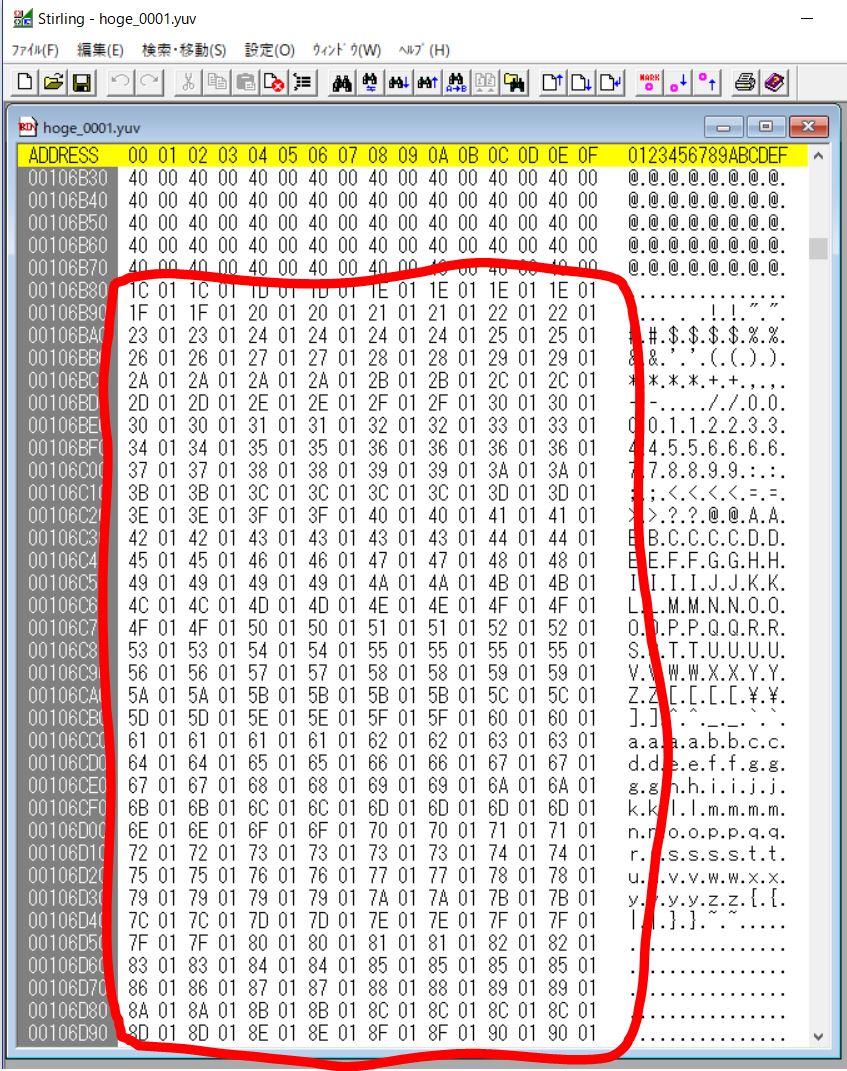 Stirling - hoge_0001.yuv
ファイル(F) 編集(E) 検索・移動(S) 設定(O) ウィンドウ(W) ヘルプ(H)
A→B MARK
BIN hoge_0001.yuv
ADDRESS 00 01 02 03 04 05 06 07 08 09 0A 0B 0C 0D 0E 0F 0123456789ABCDEF
00106B30 40 00 40 00 40 00 40 00 40 00 40 00 40 00 40 00 @.@.@.@.@.@.@.@.
00106B40 40 00 40 00 40 00 40 00 40 00 40 00 40 00 40 00 @.@.@.@.@.@.@.@.
00106B50 40 00 40 00 40 00 40 00 40 00 40 00 40 00 40 00 @.@.@.@.@.@.@.@.
00106B60 40 00 40 00 40 00 40 00 40 00 40 00 40 00 40 00 @.@.@.@.@.@.@.@.
00106B70 40 00 40 00 40 00 40 00 40 00 40 00 40 00 40 00 @.@.@.@.@.@.@.@.
00106B80 1C 01 1C 01 1D 01 1D 01 1E 01 1E 01 1E 01 1E 01 ................
00106B90 1F 01 1F 01 20 01 20 01 21 01 21 01 22 01 22 01 .... . .!.!.".".
00106BA0 23 01 23 01 24 01 24 01 24 01 24 01 25 01 25 01 #.#.$.$.$.$.%.%.
00106BB0 26 01 26 01 27 01 27 01 28 01 28 01 29 01 29 01 &.&.'.'.(.(.).).
00106BC0 2A 01 2A 01 2A 01 2A 01 2B 01 2B 01 2C 01 2C 01 *.*.*.*.+.+.,.,.
00106BD0 2D 01 2D 01 2E 01 2E 01 2F 01 2F 01 30 01 30 01 -.-...../././0.0.
00106BE0 30 01 30 01 31 01 31 01 32 01 32 01 33 01 33 01 0.0.1.1.2.2.3.3.
00106BF0 34 01 34 01 35 01 35 01 36 01 36 01 36 01 36 01 4.4.5.5.6.6.6.6.
00106C00 37 01 37 01 38 01 38 01 39 01 39 01 3A 01 3A 01 7.7.8.8.9.9.:.:.
00106C10 3B 01 3B 01 3C 01 3C 01 3C 01 3C 01 3D 01 3D 01 ;.;.<.<.<.<.=.=.
00106C20 3E 01 3E 01 3F 01 3F 01 40 01 40 01 41 01 41 01 >.>.?.?.@.@.A.A.
00106C30 42 01 42 01 43 01 43 01 43 01 43 01 44 01 44 01 B.B.C.C.C.C.D.D.
00106C40 45 01 45 01 46 01 46 01 47 01 47 01 48 01 48 01 E.E.F.F.G.G.H.H.
00106C50 49 01 49 01 49 01 49 01 4A 01 4A 01 4B 01 4B 01 I.I.I.I.J.J.K.K.
00106C60 4C 01 4C 01 4D 01 4D 01 4E 01 4E 01 4F 01 4F 01 L.L.M.M.N.N.O.O.
00106C70 4F 01 4F 01 50 01 50 01 51 01 51 01 52 01 52 01 O.O.P.P.Q.Q.R.R.
00106C80 53 01 53 01 54 01 54 01 55 01 55 01 55 01 55 01 S.S.T.T.U.U.U.U.
00106C90 56 01 56 01 57 01 57 01 58 01 58 01 59 01 59 01 V.V.W.W.X.X.Y.Y.
00106CA0 5A 01 5A 01 5B 01 5B 01 5B 01 5B 01 5C 01 5C 01 Z.Z.[.[.[.[.¥.¥.
00106CB0 5D 01 5D 01 5E 01 5E 01 5F 01 5F 01 60 01 60 01 ].].^.^._._.`.`.
00106CC0 61 01 61 01 61 01 61 01 62 01 62 01 63 01 63 01 a.a.a.a.b.b.c.c.
00106CD0 64 01 64 01 65 01 65 01 66 01 66 01 67 01 67 01 d.d.e.e.f.f.g.g.
00106CE0 67 01 67 01 68 01 68 01 69 01 69 01 6A 01 6A 01 g.g.h.h.i.i.j.j.
00106CF0 6B 01 6B 01 6C 01 6C 01 6D 01 6D 01 6D 01 6D 01 k.k.l.l.m.m.m.m.
00106D00 6E 01 6E 01 6F 01 6F 01 70 01 70 01 71 01 71 01 n.n.o.o.p.p.q.q.
00106D10 72 01 72 01 73 01 73 01 73 01 73 01 74 01 74 01 r.r.s.s.s.s.t.t.
00106D20 75 01 75 01 76 01 76 01 77 01 77 01 78 01 78 01 u.u.v.v.w.w.x.x.
00106D30 79 01 79 01 79 01 79 01 7A 01 7A 01 7B 01 7B 01 y.y.y.y.z.z.{.{.
00106D40 7C 01 7C 01 7D 01 7D 01 7E 01 7E 01 7F 01 7F 01 |.|.}.}.~.~.....
00106D50 7F 01 7F 01 80 01 80 01 81 01 81 01 82 01 82 01 ................
00106D60 83 01 83 01 84 01 84 01 85 01 85 01 85 01 85 01 ................
00106D70 86 01 86 01 87 01 87 01 88 01 88 01 89 01 89 01 ................
00106D80 8A 01 8A 01 8B 01 8B 01 8C 01 8C 01 8C 01 8C 01 ................
00106D90 8D 01 8D 01 8E 01 8E 01 8F 01 8F 01 90 01 90 01 ................